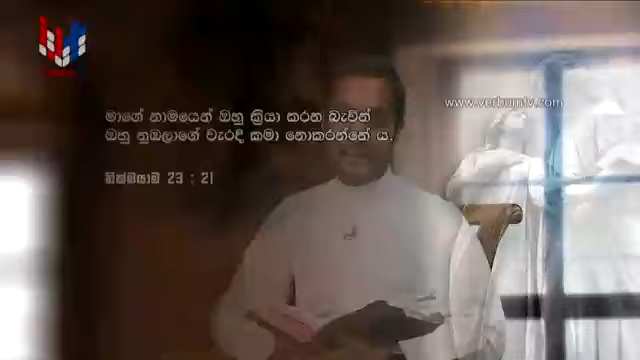 www.verbumtv.com
මාගේ නාමයෙන් ඔහු ක්‍රියා කරන බැවින්
ඔහු නුඹලාගේ වැරදි කමා නොකරන්නේ ය.
නික්මයාම 23 : 21